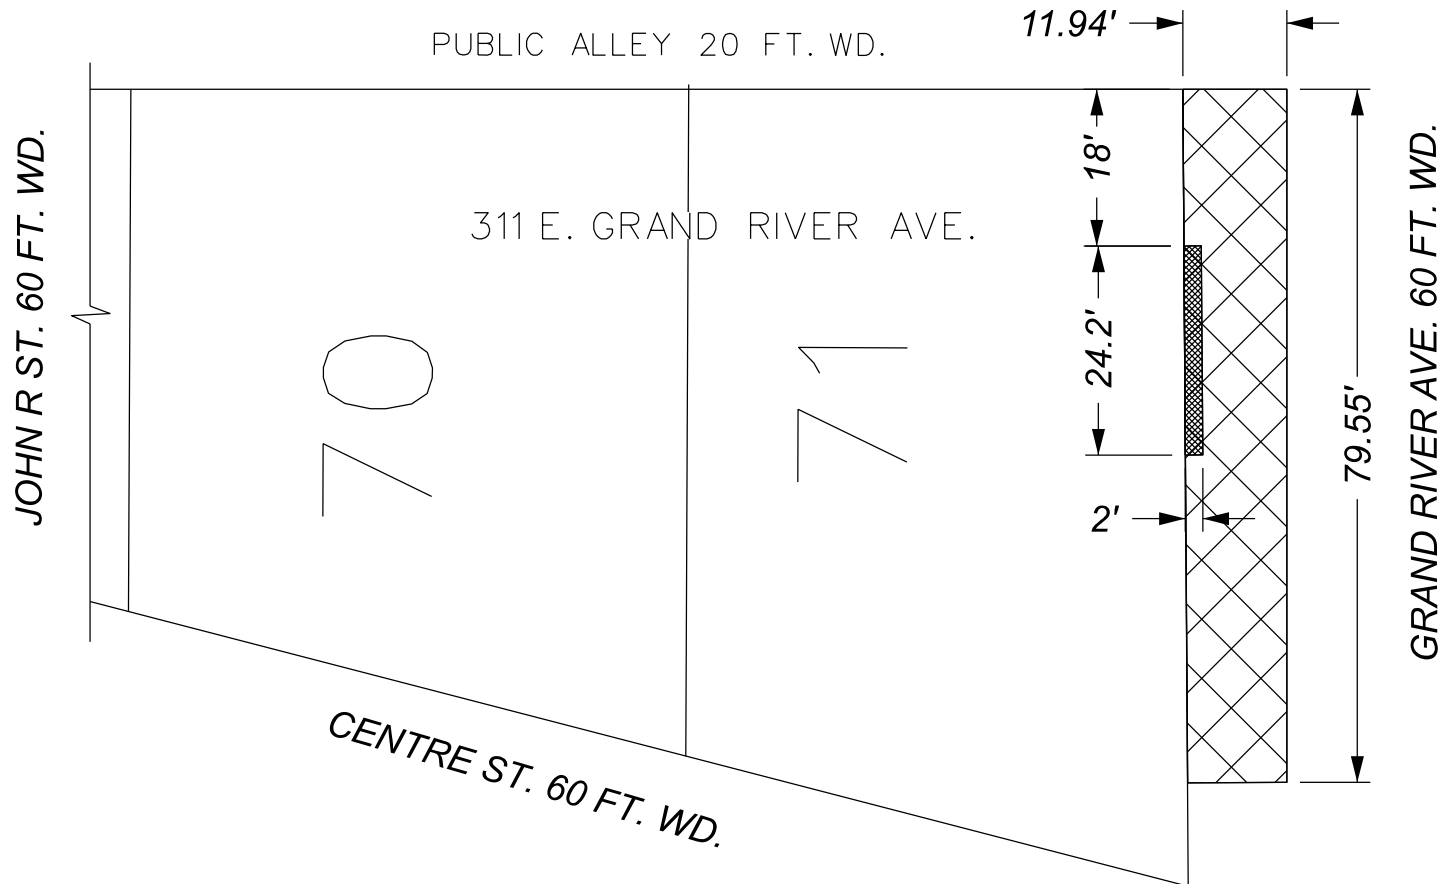 11.94'
PUBLIC ALLEY 20 FT. WD.
JOHN R ST. 60 FT. WD.
18'
GRAND RIVER AVE. 60 FT. WD.
311 E. GRAND RIVER AVE.
24.2'
70
71
79.55'
2'
CENTRE ST. 60 FT. WD.